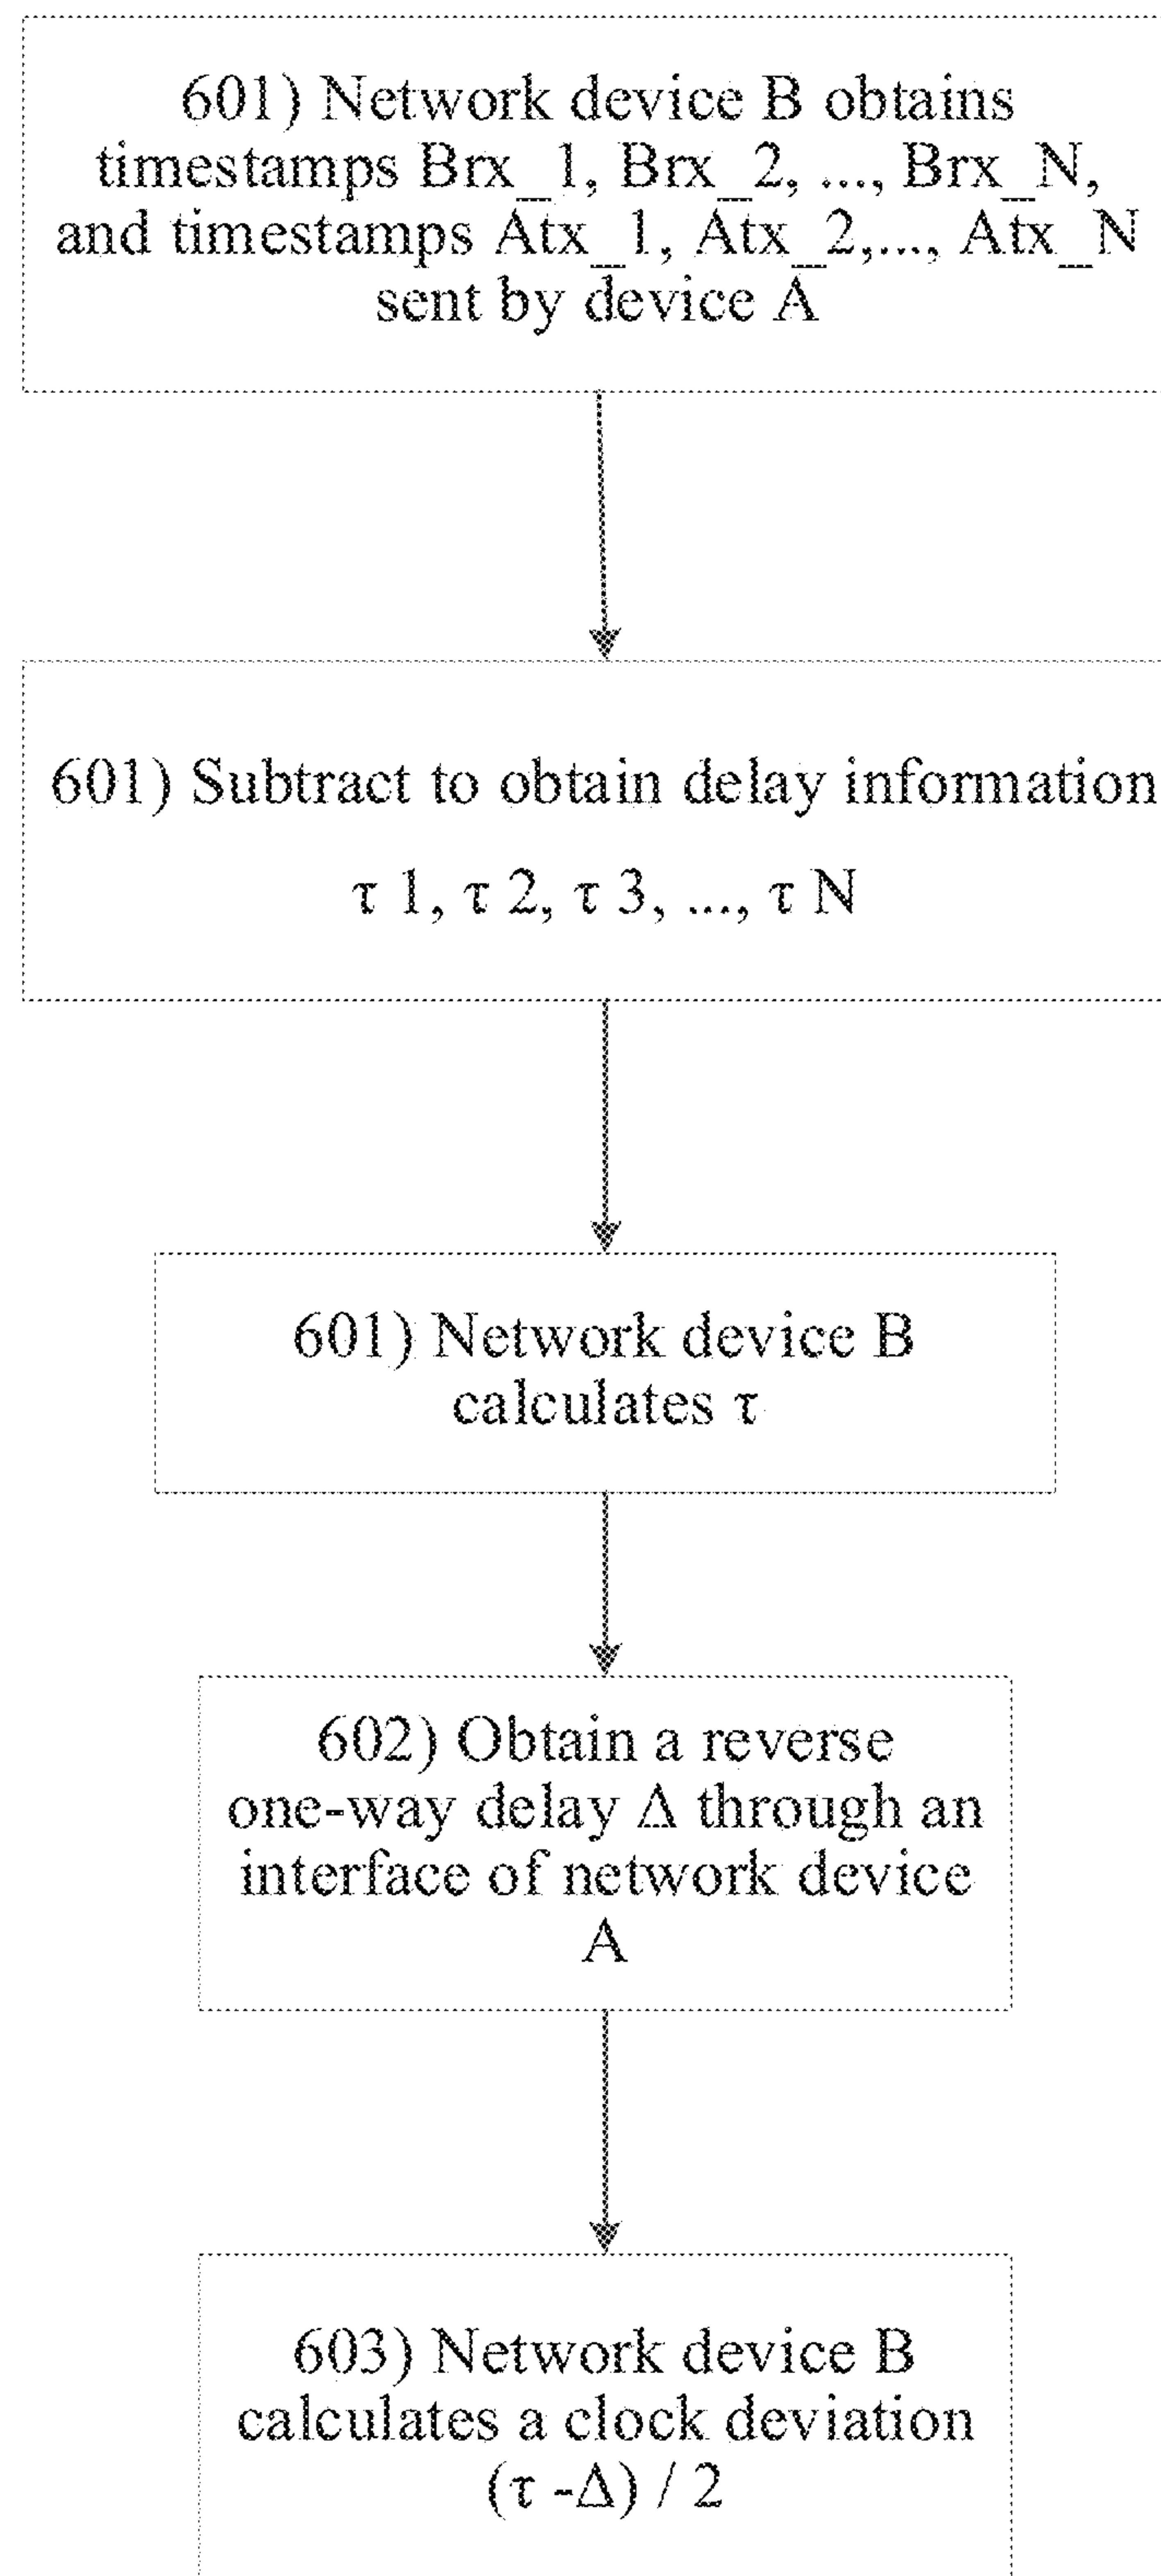 601) Network device B obtains
timestamps Brx_1, Brx_2, ..., Brx_N,
and timestamps Atx_1, Atx_2,..., Atx_N
sent by device A
601) Subtract to obtain delay information
τ 1, τ 2, τ 3, ..., τ N
601) Network device B
calculates τ
602) Obtain a reverse
one-way delay Δ through an
interface of network device
A
603) Network device B
calculates a clock deviation
(τ -Δ) / 2